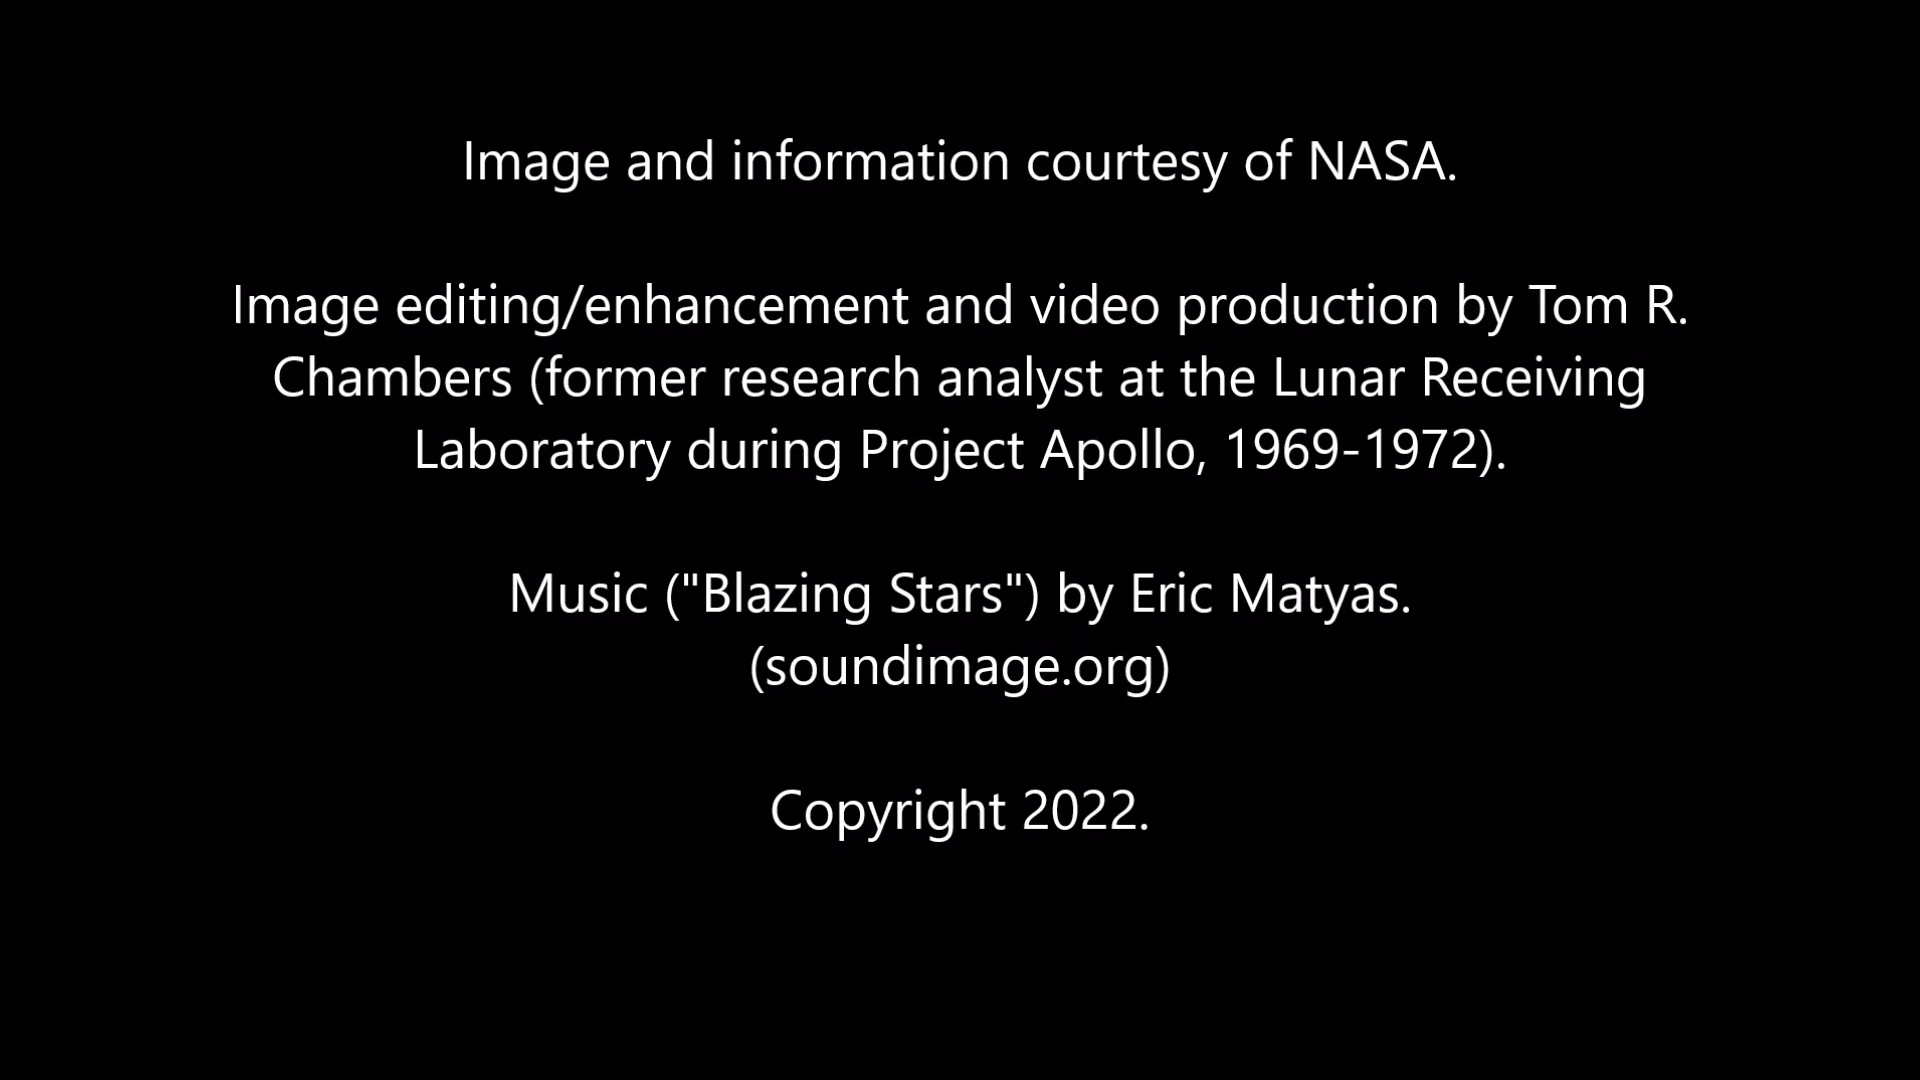 Image and information courtesy of NASA.
Image editing/enhancement and video production by Tom R.
Chambers (former research analyst at the Lunar Receiving
Laboratory during Project Apollo, 1969-1972).
Music ("Blazing Stars") by Eric Matyas.
(soundimage.org)
Copyright 2022.